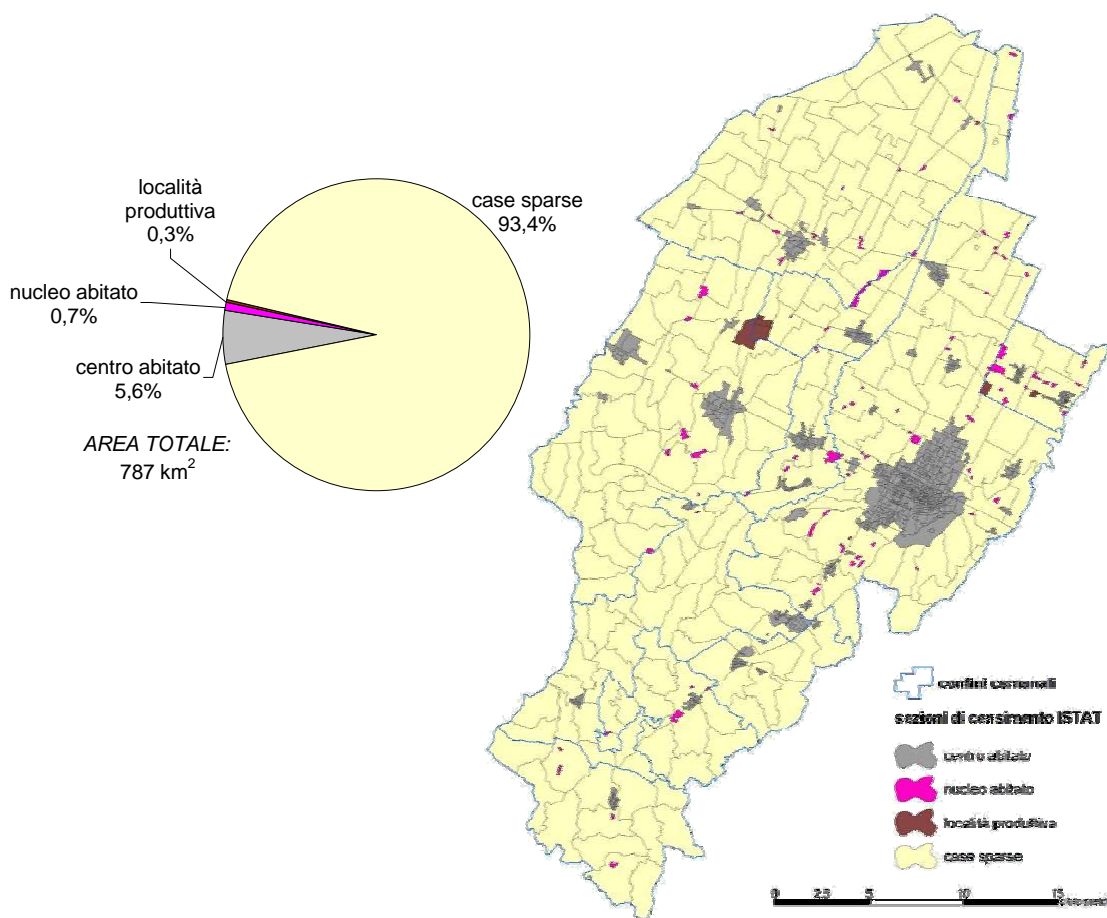 località
produttiva
0,3%
case sparse
93,4%
nucleo abitato
0,7%
centro abitato
5,6%
AREA TOTALE:
787 km²
confini comunali
sezioni di censimento ISTAT
centro abitato
nucleo abitato
località produttiva
case sparse
0 2.5 5 10 15